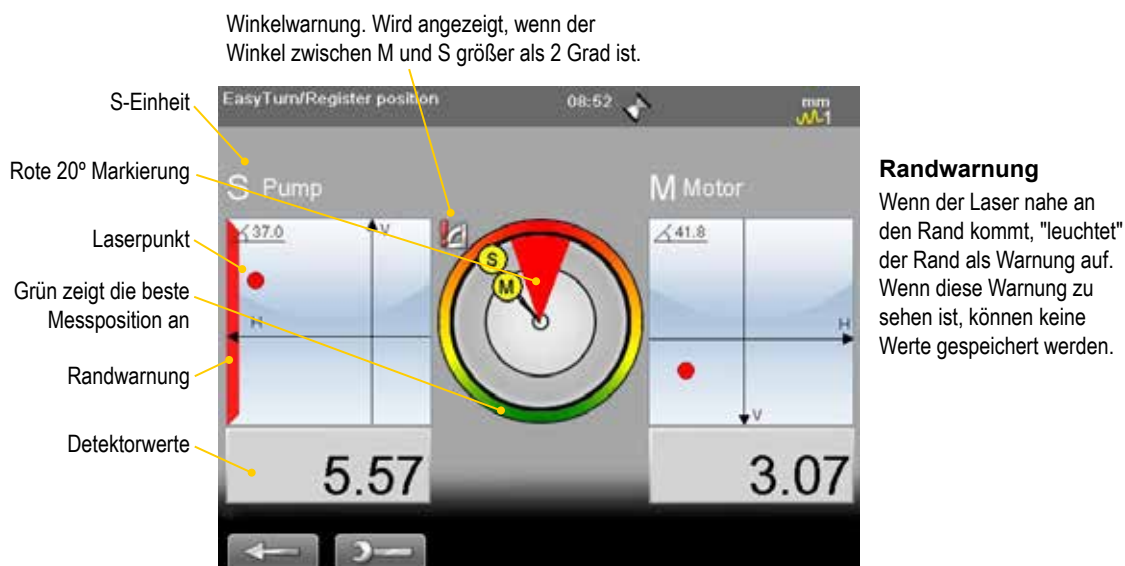 Winkelwarnung. Wird angezeigt, wenn der
Winkel zwischen M und S größer als 2 Grad ist.
S-Einheit
Rote 20º Markierung
Laserpunkt
Grün zeigt die beste
Messposition an
Randwarnung
Detektorwerte
EasyTurn/Register position
08:52
mm
1
S Pump
M Motor
37.0
V
H
S
M
41.8
H
V
5.57
3.07
Randwarnung
Wenn der Laser nahe an
den Rand kommt, "leuchtet"
der Rand als Warnung auf.
Wenn diese Warnung zu
sehen ist, können keine
Werte gespeichert werden.